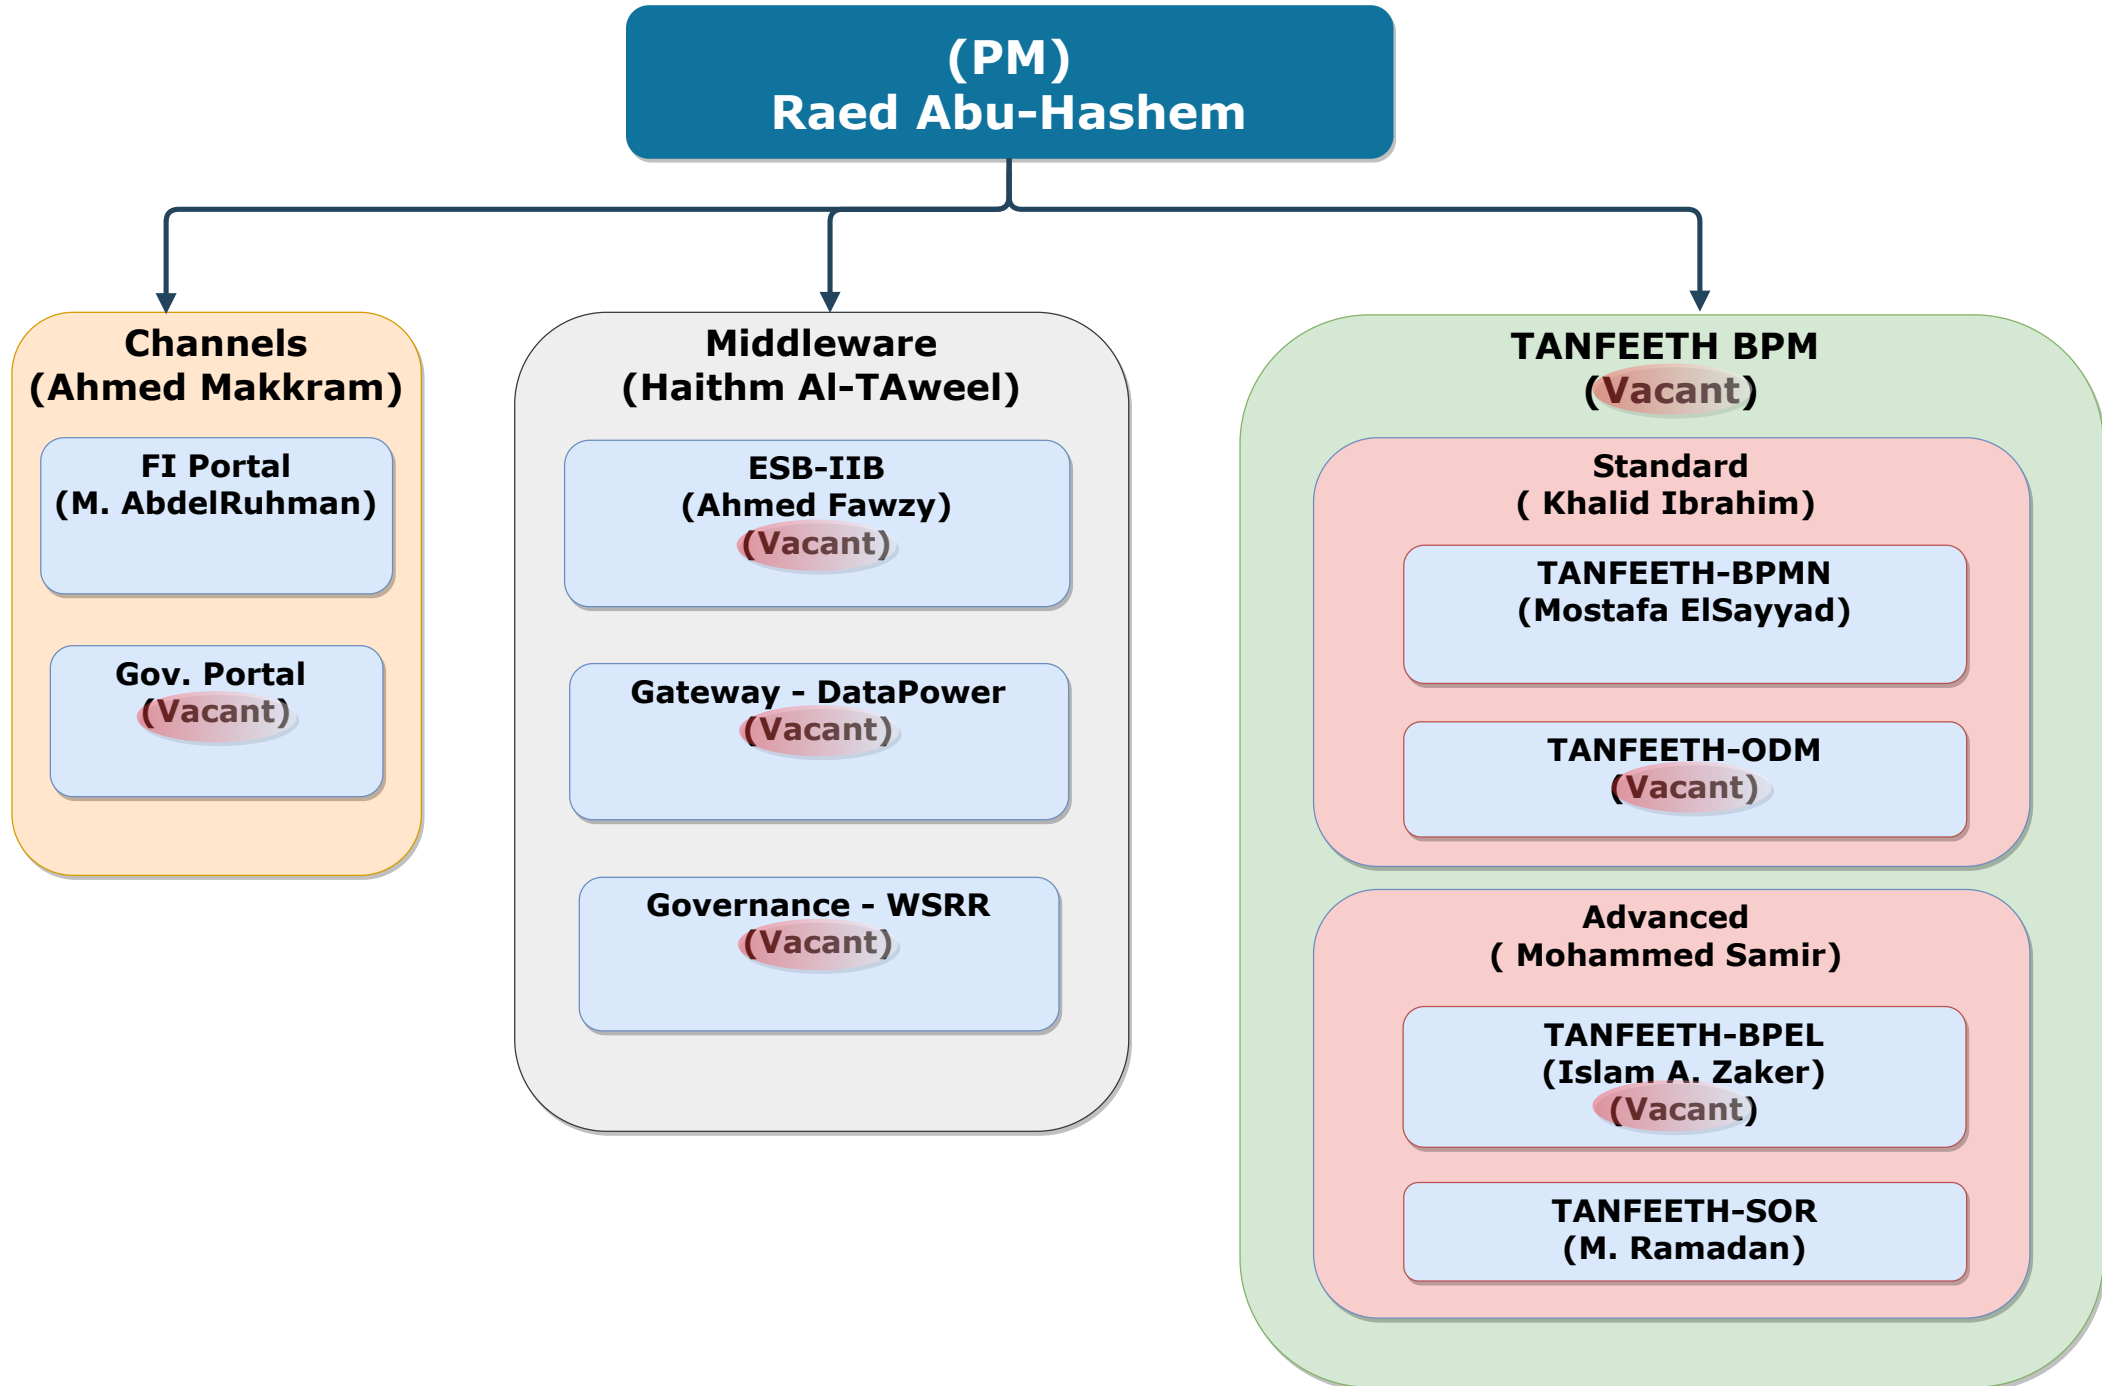 (PM)
Raed Abu-Hashem
Channels
(Ahmed Makkram)
FI Portal
(M. AbdelRuhman)
Gov. Portal
(Vacant)
Middleware
(Haithm Al-TAweel)
ESB-IIB
(Ahmed Fawzy)
(Vacant)
Gateway - DataPower
(Vacant)
Governance - WSRR
(Vacant)
TANFEETH BPM
(Vacant)
Standard
( Khalid Ibrahim)
TANFEETH-BPMN
(Mostafa ElSayyad)
TANFEETH-ODM
(Vacant)
Advanced
( Mohammed Samir)
TANFEETH-BPEL
(Islam A. Zaker)
(Vacant)
TANFEETH-SOR
(M. Ramadan)